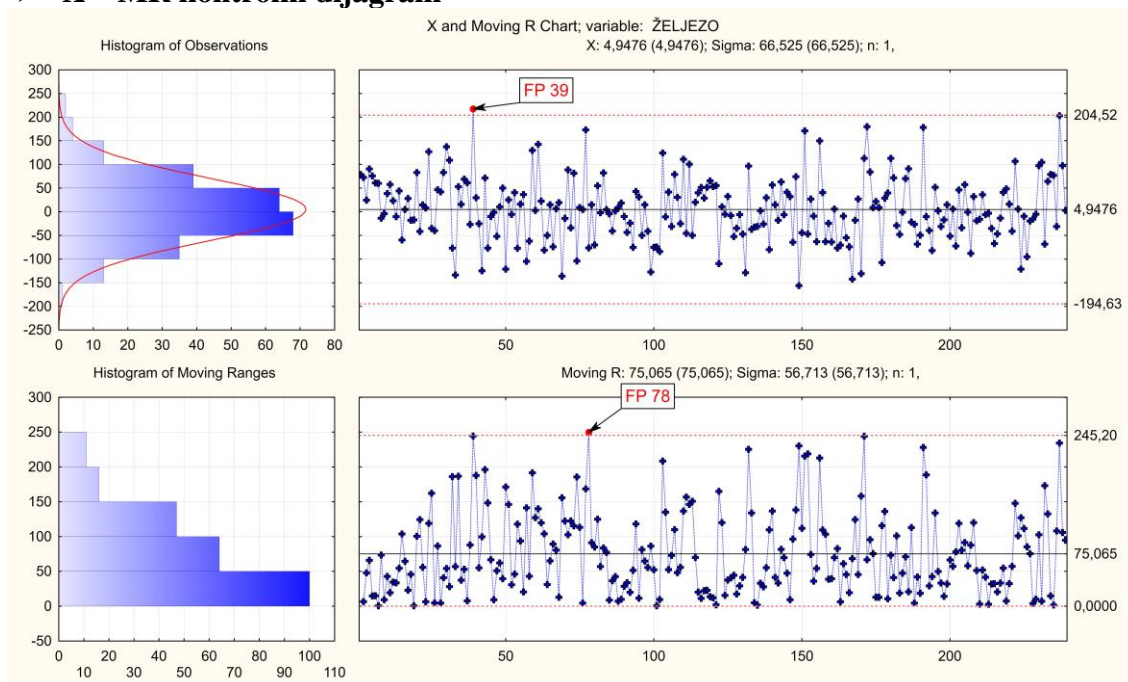 X – MR kontrolni dijagram
X and Moving R Chart; variable: ŽELJEZO
Histogram of Observations
X: 4,9476 (4,9476); Sigma: 66,525 (66,525); n: 1,
300
250
200
150
100
50
0
-50
-100
-150
-200
-250
0 10 20 30 40 50 60 70 80
FP 39
204,52
4,9476
-194,63
50 100 150 200
Histogram of Moving Ranges
Moving R: 75,065 (75,065); Sigma: 56,713 (56,713); n: 1,
300
250
200
150
100
50
0
-50
0 20 40 60 80 100
10 30 50 70 90 110
FP 78
245,20
75,065
0,0000
50 100 150 200